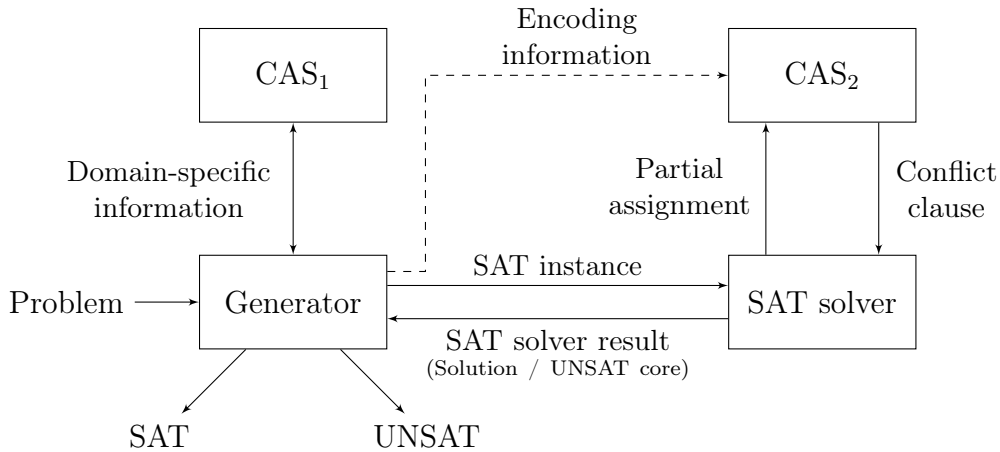 Encoding
information
CAS₁
CAS₂
Domain-specific
information
Partial
assignment
Conflict
clause
Problem
Generator
SAT instance
SAT solver
SAT solver result
(Solution / UNSAT core)
SAT
UNSAT